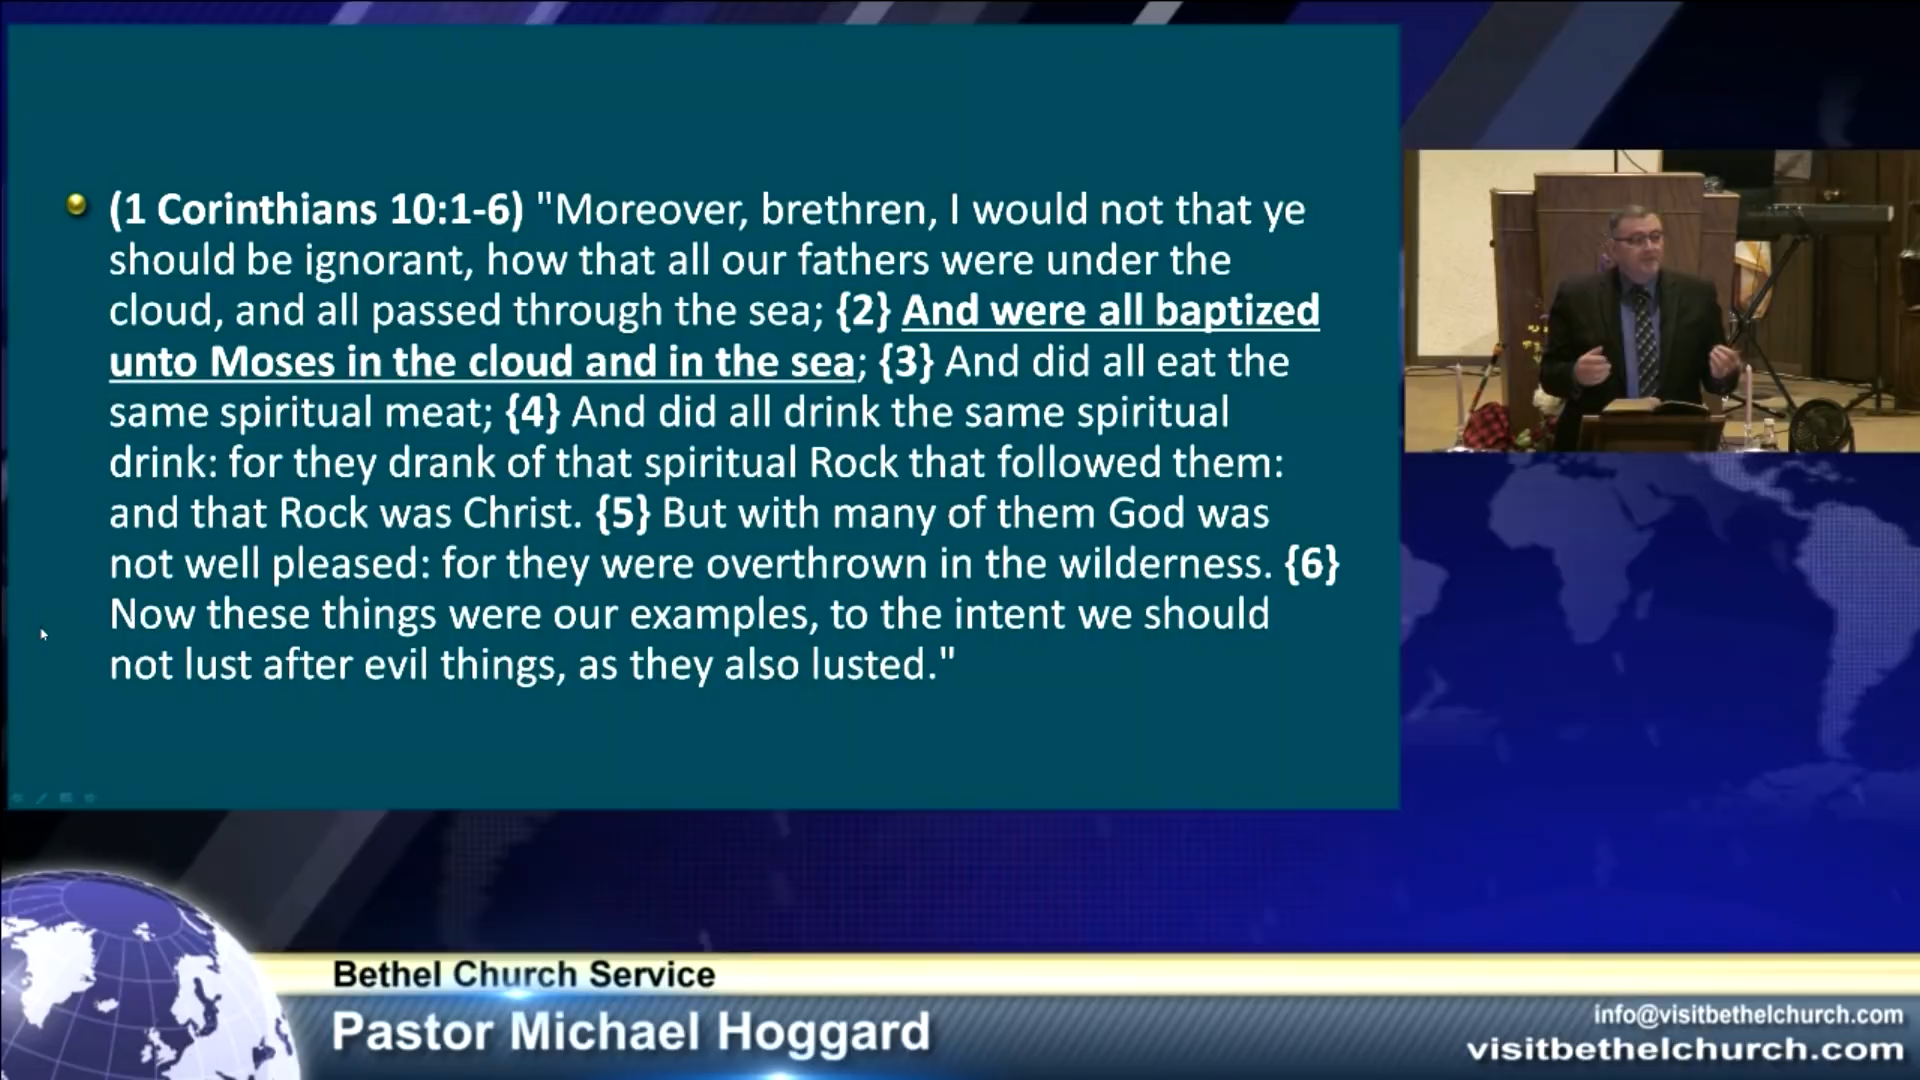 (1 Corinthians 10:1-6) "Moreover, brethren, I would not that ye
should be ignorant, how that all our fathers were under the
cloud, and all passed through the sea; {2} And were all baptized
unto Moses in the cloud and in the sea; {3} And did all eat the
same spiritual meat; {4} And did all drink the same spiritual
drink: for they drank of that spiritual Rock that followed them:
and that Rock was Christ. {5} But with many of them God was
not well pleased: for they were overthrown in the wilderness. {6}
Now these things were our examples, to the intent we should
not lust after evil things, as they also lusted."
Bethel Church Service
Pastor Michael Hoggard
info@visitbethelchurch.com
visitbethelchurch.com